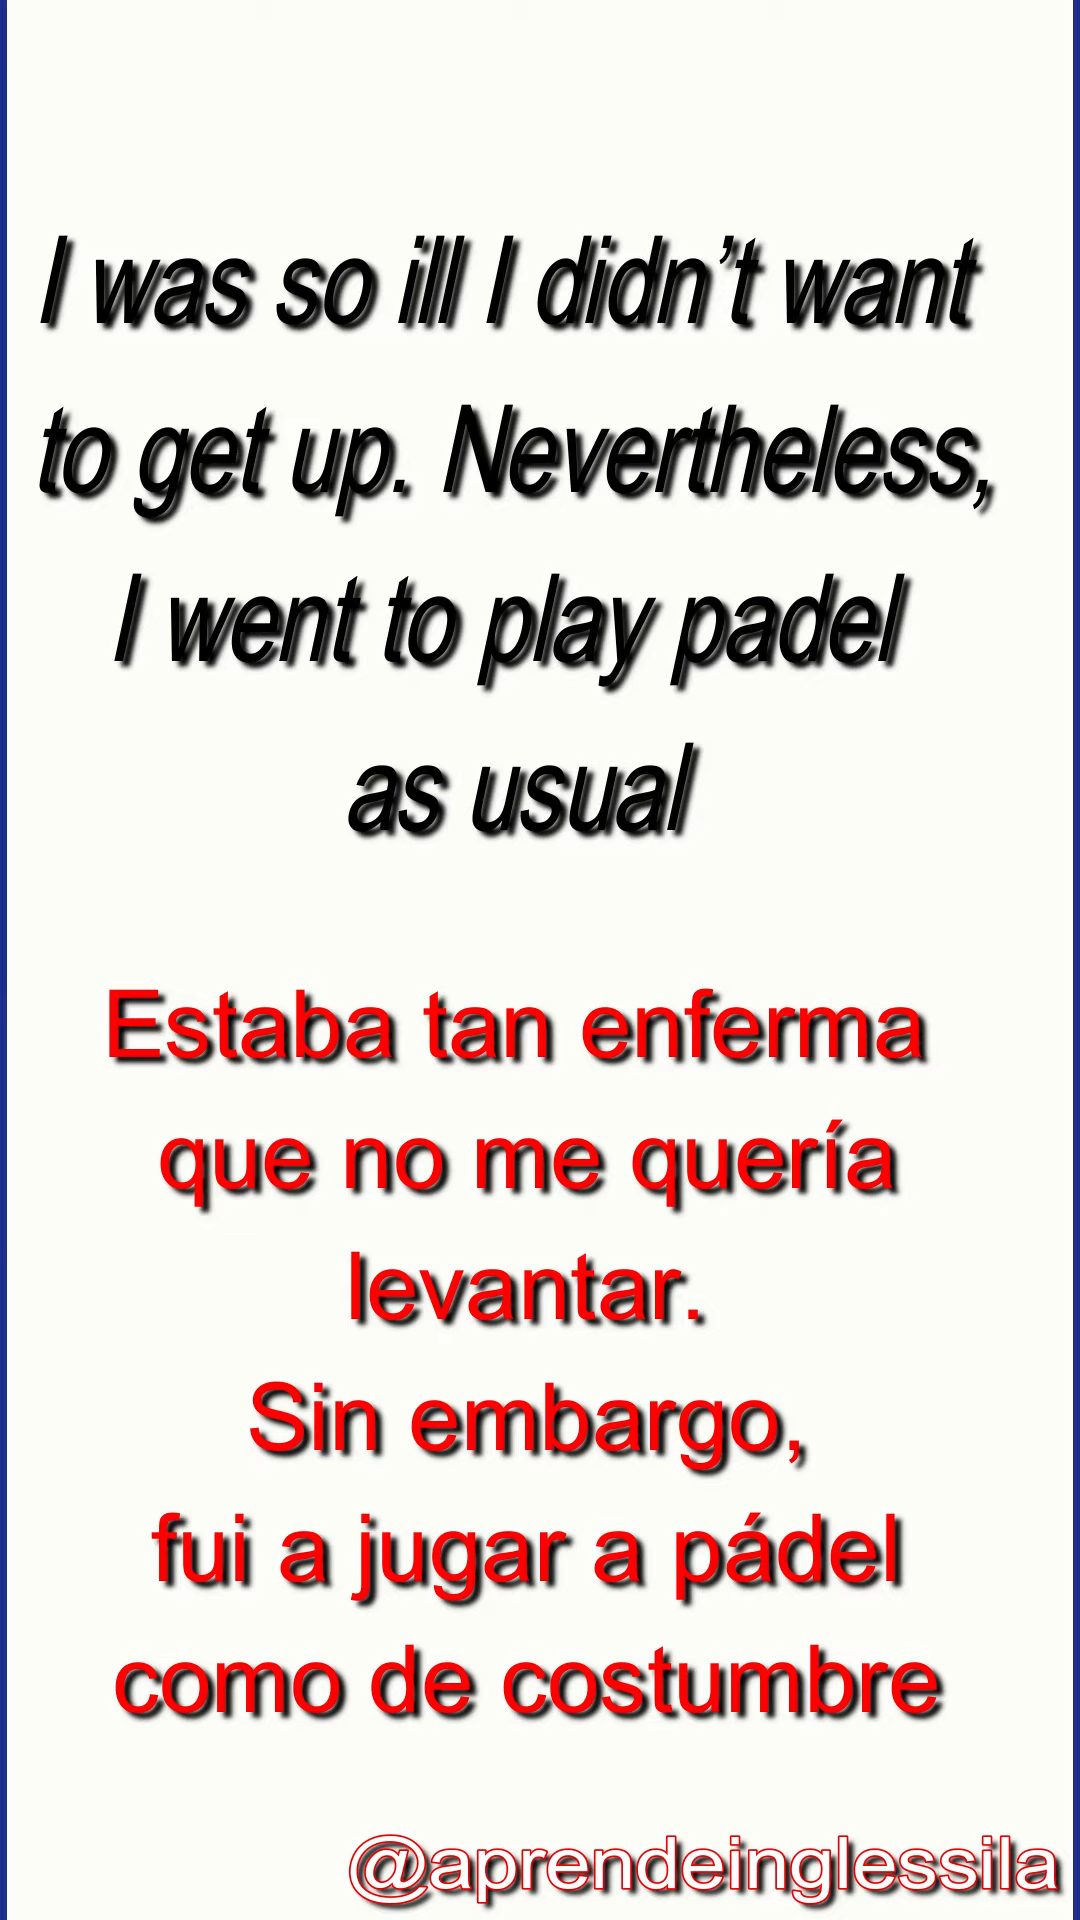 I was so ill I didn’t want
to get up. Nevertheless,
I went to play padel
as usual
Estaba tan enferma
que no me quería
levantar.
Sin embargo,
fui a jugar a pádel
como de costumbre
@aprendeinglessila